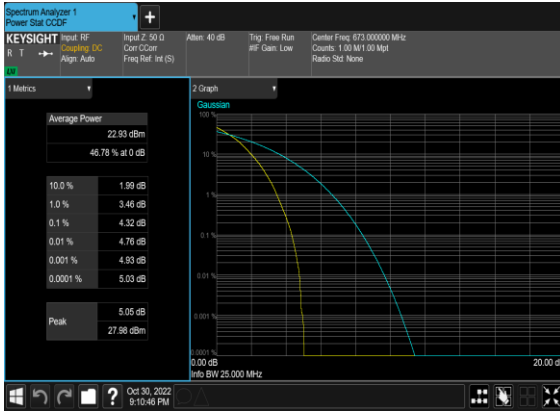 Spectrum Analyzer 1
Power Stat CCDF
KEYSIGHT
R T
Input: RF
Coupling: DC
Align: Auto
Input Z: 50 Ω
Corr CCorr
Freq Ref: Int (S)
Atten: 40 dB
Trig: Free Run
#IF Gain: Low
Center Freq: 673.000000 MHz
Counts: 1.00 M/1.00 Mpt
Radio Std: None
1 Metrics
Average Power
22.93 dBm
46.78 % at 0 dB
10.0 % 1.99 dB
1.0 % 3.46 dB
0.1 % 4.32 dB
0.01 % 4.76 dB
0.001 % 4.93 dB
0.0001 % 5.03 dB
Peak
5.05 dB
27.98 dBm
2 Graph
Gaussian
100 %
10 %
1 %
0.1 %
0.01 %
0.001 %
0.0001 %
0.00 dB
20.00 d
Info BW 25.000 MHz
?
Oct 30, 2022
9:10:46 PM